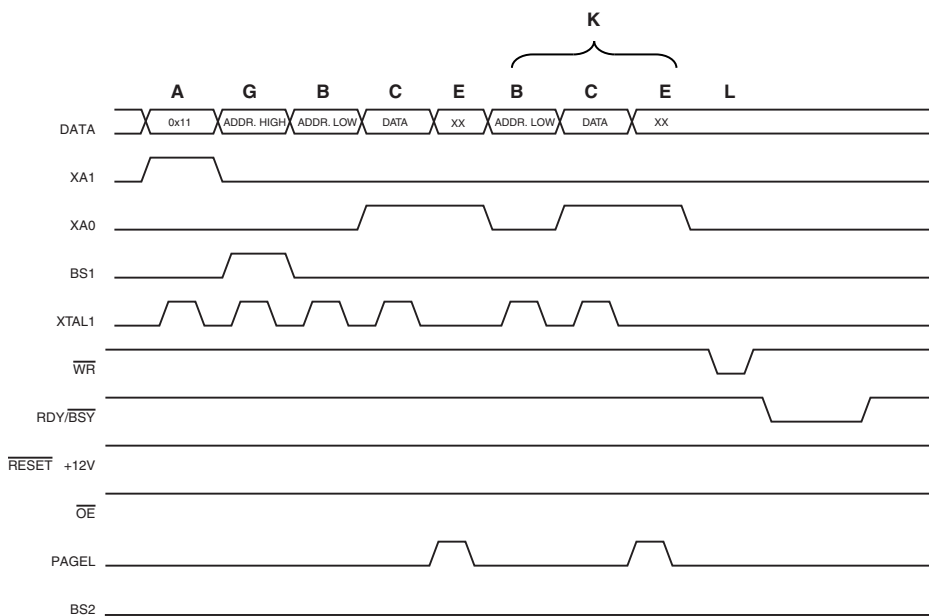 K
A G B C E B C E L
DATA 0x11 ADDR. HIGH ADDR. LOW DATA XX ADDR. LOW DATA XX
XA1
XA0
BS1
XTAL1
WR
RDY/BSY
RESET +12V
OE
PAGEL
BS2